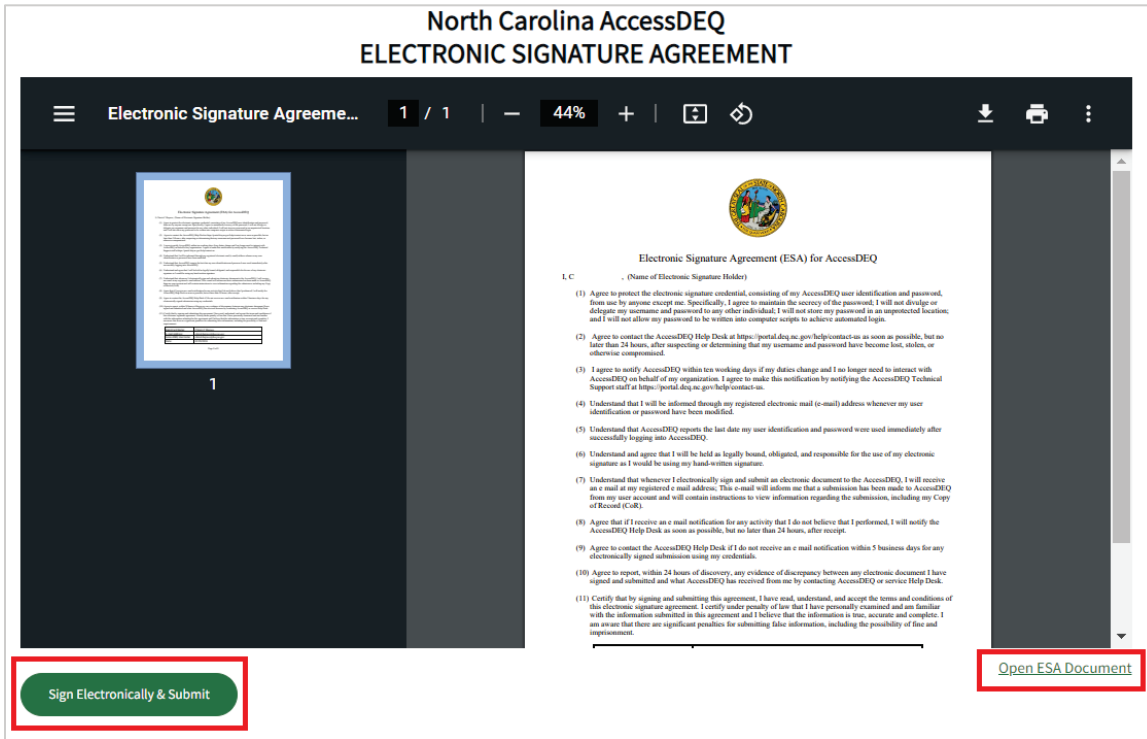 North Carolina AccessDEQ
ELECTRONIC SIGNATURE AGREEMENT
Electronic Signature Agreeme... 1 / 1 44%
1
Electronic Signature Agreement (ESA) for AccessDEQ
I, C , (Name of Electronic Signature Holder)
(1) Agree to protect the electronic signature credential, consisting of my AccessDEQ user identification and password,
from use by anyone except me. Specifically, I agree to maintain the secrecy of the password; I will not divulge or
delegate my username and password to any other individual; I will not store my password in an unprotected location;
and I will not allow my password to be written into computer scripts to achieve automated login.
(2) Agree to contact the AccessDEQ Help Desk at https://portal.deq.nc.gov/help/contact-us as soon as possible, but no
later than 24 hours, after suspecting or determining that my username and password have become lost, stolen, or
otherwise compromised.
(3) I agree to notify AccessDEQ within ten working days if my duties change and I no longer need to interact with
AccessDEQ on behalf of my organization. I agree to make this notification by notifying the AccessDEQ Technical
Support staff at https://portal.deq.nc.gov/help/contact-us.
(4) Understand that I will be informed through my registered electronic mail (e-mail) address whenever my user
identification or password have been modified.
(5) Understand that AccessDEQ reports the last date my user identification and password were used immediately after
successfully logging into AccessDEQ.
(6) Understand and agree that I will be held as legally bound, obligated, and responsible for the use of my electronic
signature as I would be using my hand-written signature.
(7) Understand that whenever I electronically sign and submit an electronic document to the AccessDEQ, I will receive
an e mail at my registered e mail address; This e-mail will inform me that a submission has been made to AccessDEQ
from my user account and will contain instructions to view information regarding the submission, including my Copy
of Record (CoR).
(8) Agree that if I receive an e mail notification for any activity that I do not believe that I performed, I will notify the
AccessDEQ Help Desk as soon as possible, but no later than 24 hours, after receipt.
(9) Agree to contact the AccessDEQ Help Desk if I do not receive an e mail notification within 5 business days for any
electronically signed submission using my credentials.
(10) Agree to report, within 24 hours of discovery, any evidence of discrepancy between any electronic document I have
signed and submitted and what AccessDEQ has received from me by contacting AccessDEQ or service Help Desk.
(11) Certify that by signing and submitting this agreement, I have read, understand, and accept the terms and conditions of
this electronic signature agreement. I certify under penalty of law that I have personally examined and am familiar
with the information submitted in this agreement and I believe that the information is true, accurate and complete. I
am aware that there are significant penalties for submitting false information, including the possibility of fine and
imprisonment.
Open ESA Document
Sign Electronically & Submit